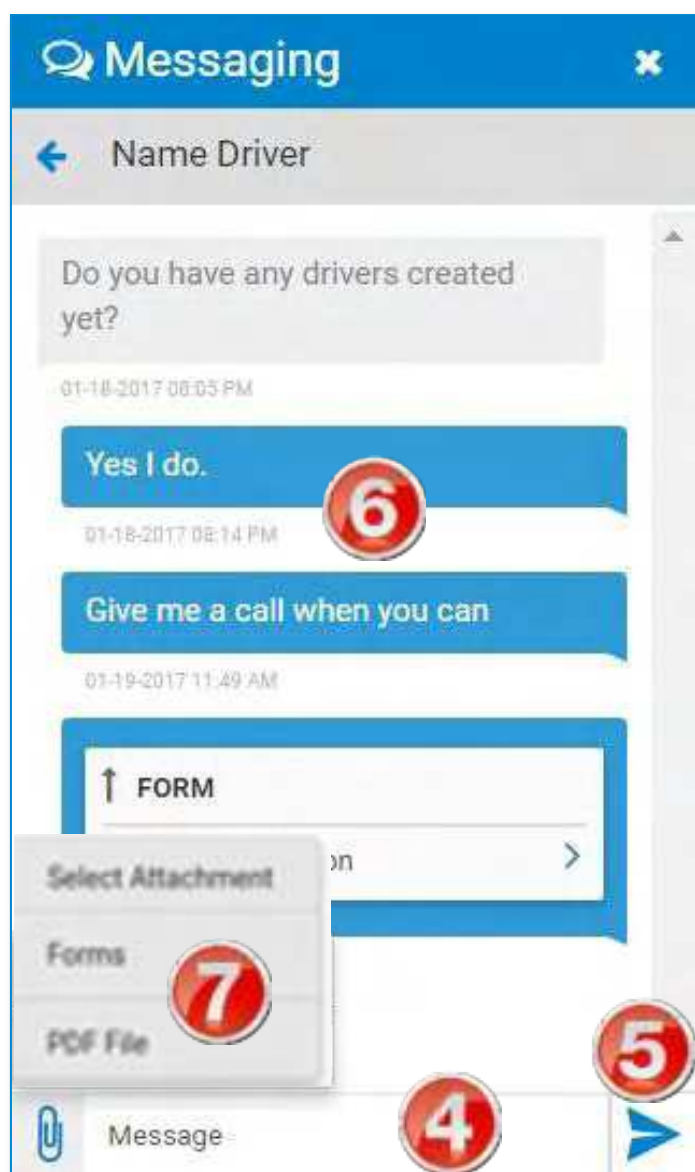 Messaging
Name Driver
Do you have any drivers created
yet?
01-18-2017 08:05 PM
Yes I do.
6
01-18-2017 08:14 PM
Give me a call when you can
01-19-2017 11:49 AM
FORM
on
Select Attachment
Forms
7
PDF File
5
Message
4